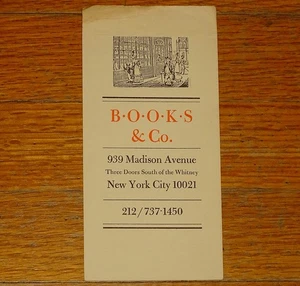 B·O·O·K·S
& Co.
939 Madison Avenue
Three Doors South of the Whitney
New York City 10021
212/737-1450